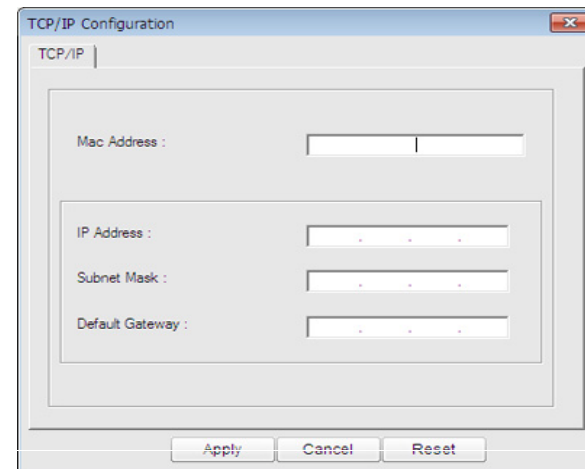 TCP/IP Configuration
TCP/IP
Mac Address :
IP Address : . . .
Subnet Mask : . . .
Default Gateway : . . .
Apply Cancel Reset